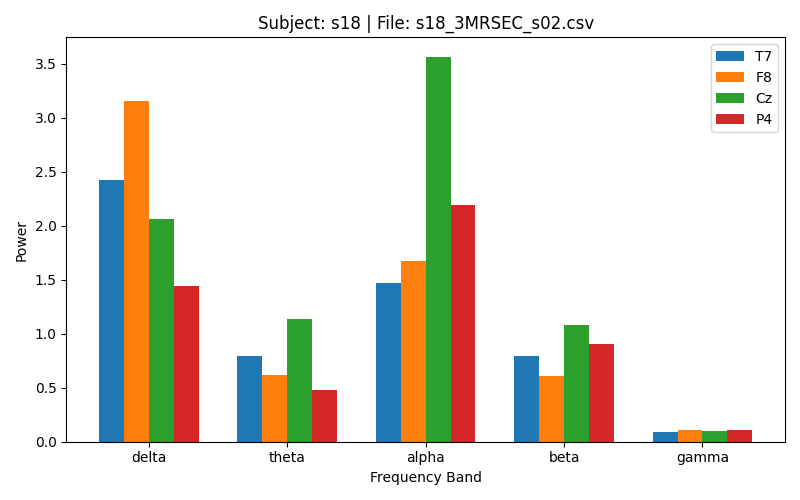 Subject: s18 | File: s18_3MRSEC_s02.csv
T7
F8
Cz
P4
Power
3.5
3.0
2.5
2.0
1.5
1.0
0.5
0.0
delta
theta
alpha
beta
gamma
Frequency Band